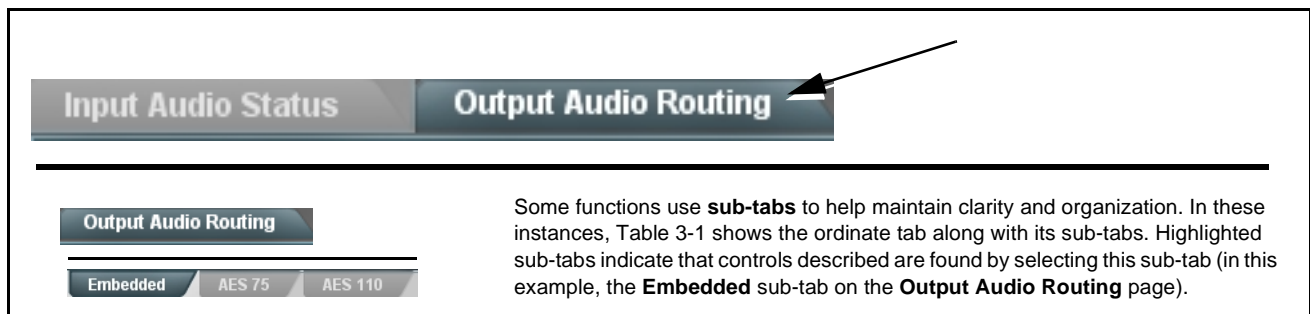 Input Audio Status Output Audio Routing
Output Audio Routing
Embedded AES 75 AES 110
Some functions use sub-tabs to help maintain clarity and organization. In these
instances, Table 3-1 shows the ordinate tab along with its sub-tabs. Highlighted
sub-tabs indicate that controls described are found by selecting this sub-tab (in this
example, the Embedded sub-tab on the Output Audio Routing page).